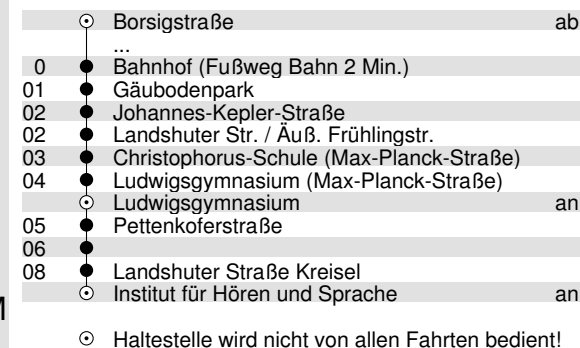 Borsigstraße ab
...
0 Bahnhof (Fußweg Bahn 2 Min.)
01 Gäubodenpark
02 Johannes-Kepler-Straße
02 Landshuter Str. / Äuß. Frühlingstr.
03 Christophorus-Schule (Max-Planck-Straße)
04 Ludwigsgymnasium (Max-Planck-Straße)
Ludwigsgymnasium an
05 Pettenkoferstraße
06
08 Landshuter Straße Kreisel
Institut für Hören und Sprache an
Haltestelle wird nicht von allen Fahrten bedient!